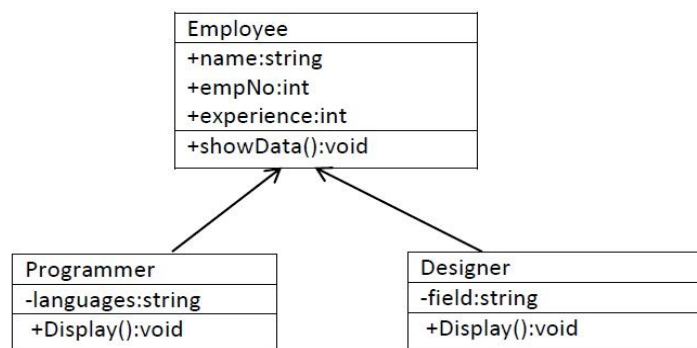 Employee
+name:string
+empNo:int
+experience:int
+showData():void
Programmer
-languages:string
+Display():void
Designer
-field:string
+Display():void